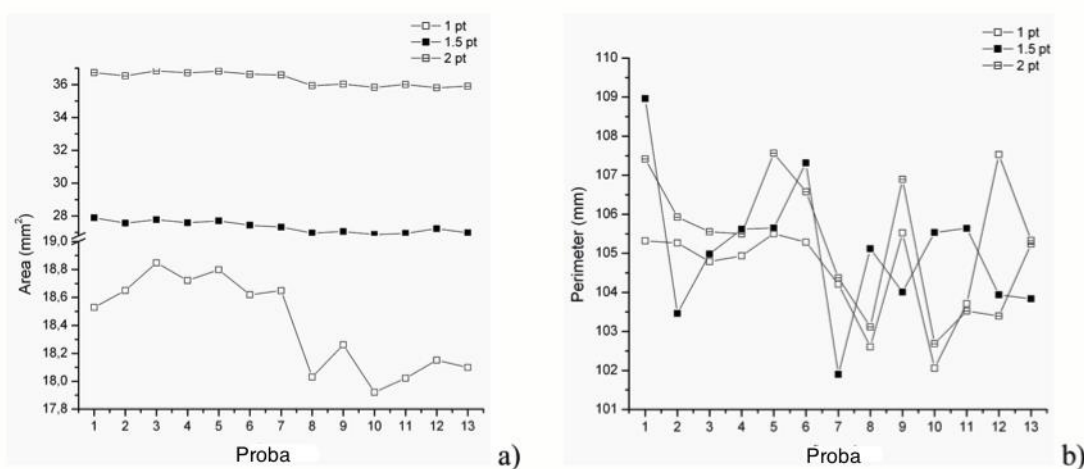 1 pt
1.5 pt
2 pt
36
34
32
30
28
19,0
18,8
18,6
18,4
18,2
18,0
17,8
Area (mm²)
1 2 3 4 5 6 7 8 9 10 11 12 13
Proba
a)
1 pt
1.5 pt
2 pt
110
109
108
107
106
105
104
103
102
101
Perimeter (mm)
1 2 3 4 5 6 7 8 9 10 11 12 13
Proba
b)